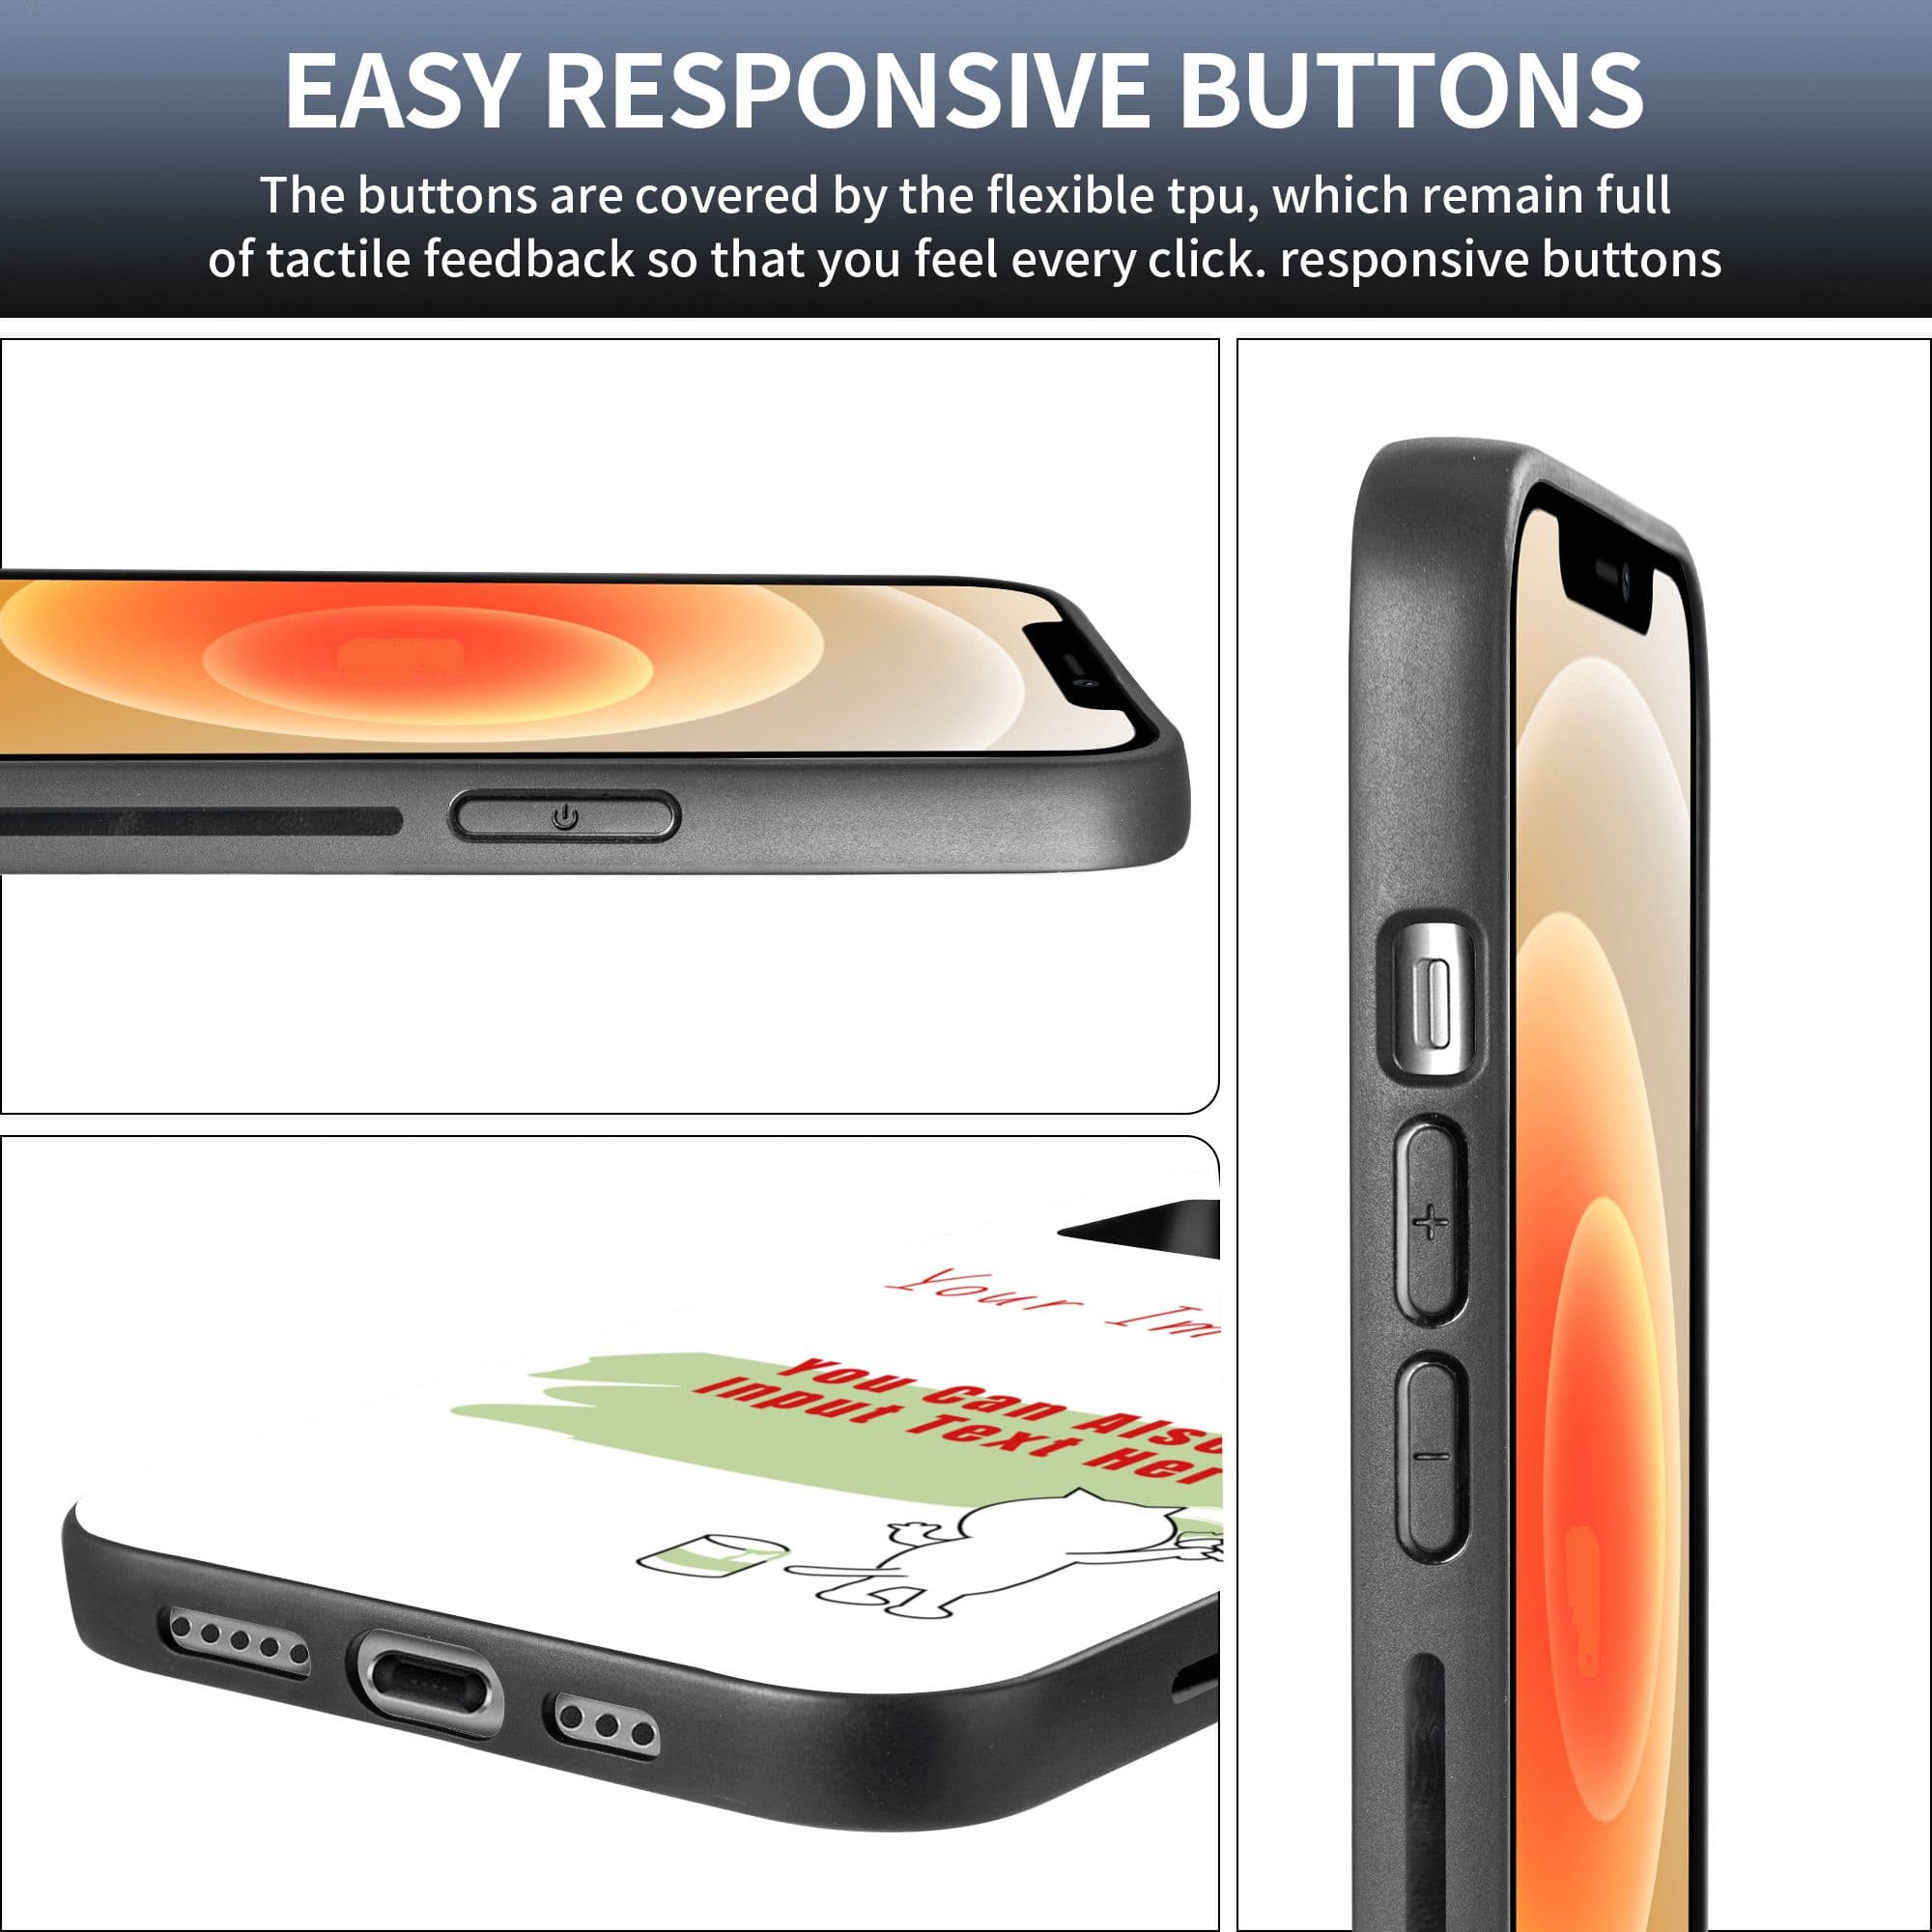 EASY RESPONSIVE BUTTONS
The buttons are covered by the flexible tpu, which remain full
of tactile feedback so that you feel every click. responsive buttons
Your Im
You Can Also
Input Text Her